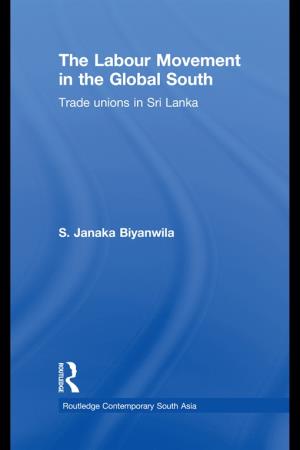 The Labour Movement
in the Global South
Trade unions in Sri Lanka
S. Janaka Biyanwila
ROUTLEDGE
Routledge Contemporary South Asia